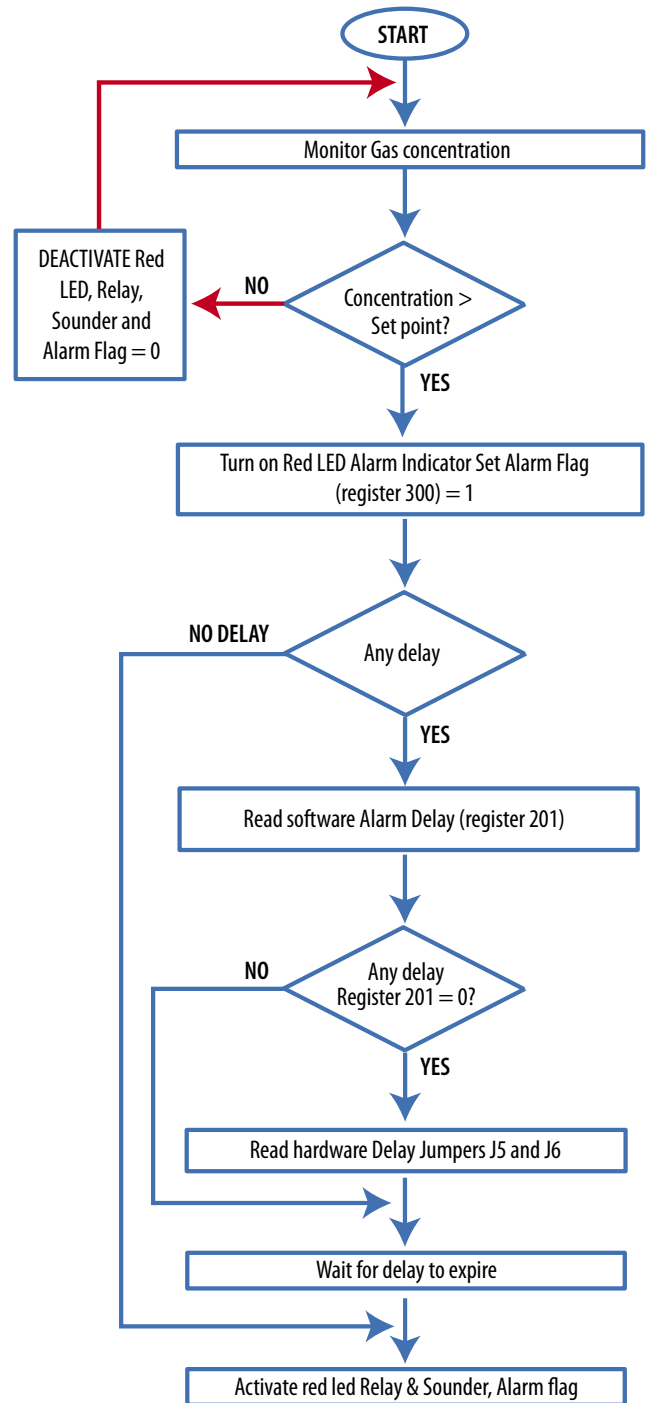 START
Monitor Gas concentration
DEACTIVATE Red
LED, Relay,
Sounder and
Alarm Flag = 0
NO
Concentration >
Set point?
YES
Turn on Red LED Alarm Indicator Set Alarm Flag
(register 300) = 1
NO DELAY
Any delay
YES
Read software Alarm Delay (register 201)
NO
Any delay
Register 201 = 0?
YES
Read hardware Delay Jumpers J5 and J6
Wait for delay to expire
Activate red led Relay & Sounder, Alarm flag